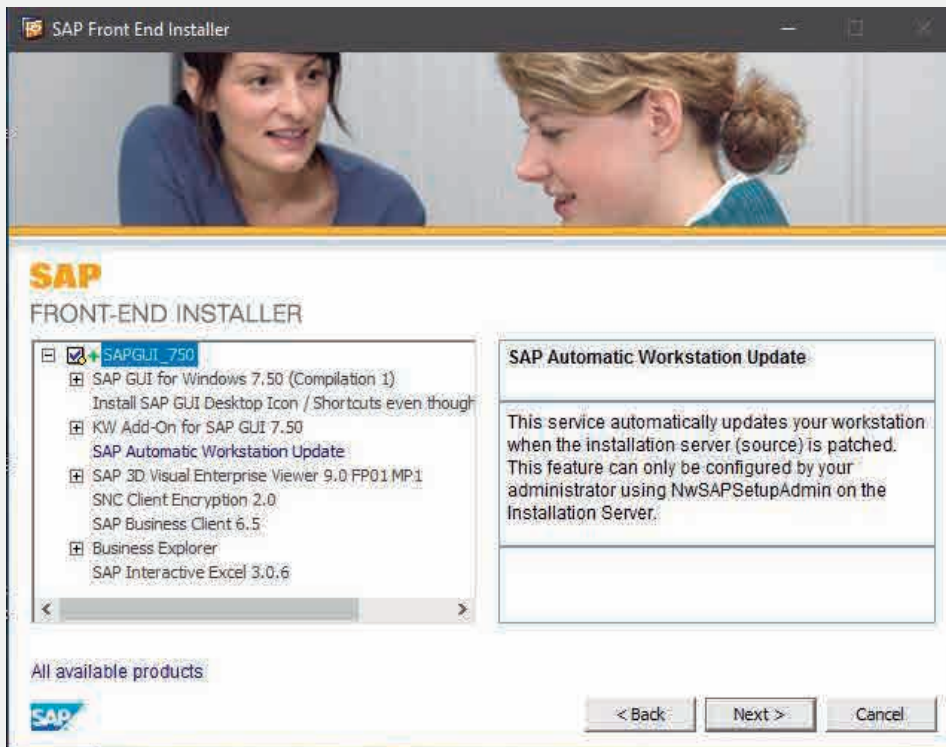 SAP Front End Installer
SAP
FRONT-END INSTALLER
SAPGUI_750
SAP GUI for Windows 7.50 (Compilation 1)
Install SAP GUI Desktop Icon / Shortcuts even though
KW Add-On for SAP GUI 7.50
SAP Automatic Workstation Update
SAP 3D Visual Enterprise Viewer 9.0 FP01 MP1
SNC Client Encryption 2.0
SAP Business Client 6.5
Business Explorer
SAP Interactive Excel 3.0.6
SAP Automatic Workstation Update
This service automatically updates your workstation
when the installation server (source) is patched.
This feature can only be configured by your
administrator using NwSAPSetupAdmin on the
Installation Server.
All available products
SAP
< Back
Next >
Cancel